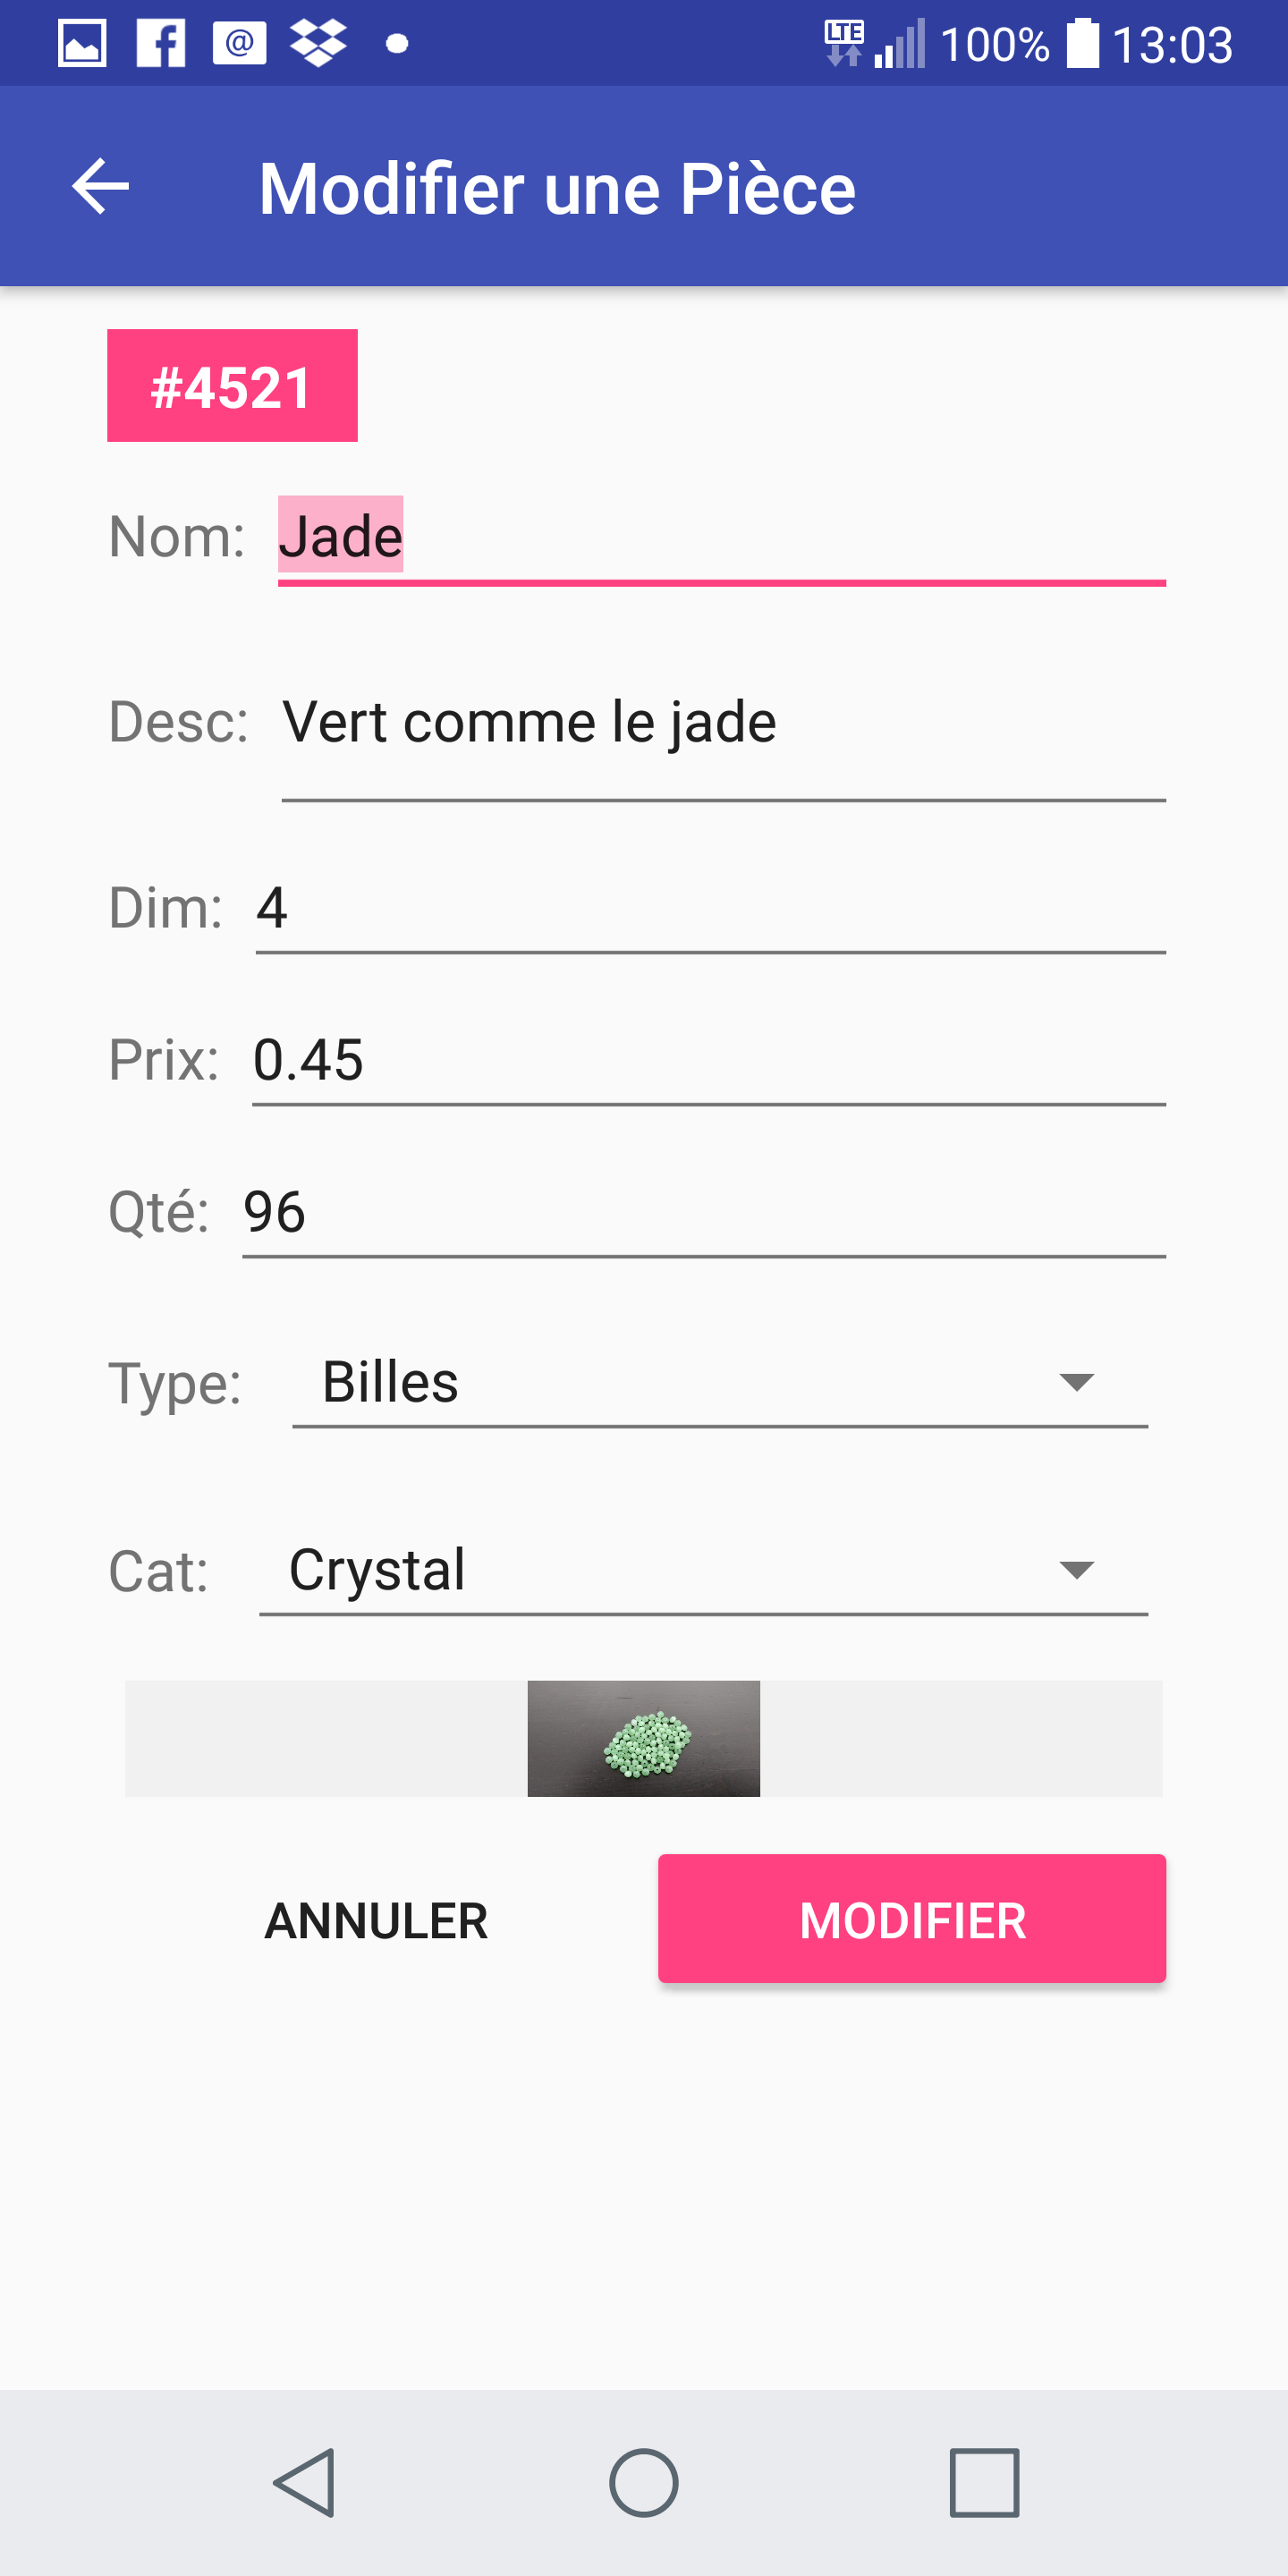 LTE 100% 13:03
Modifier une Pièce
#4521
Nom: Jade
Desc: Vert comme le jade
Dim: 4
Prix: 0.45
Qté: 96
Type: Billes
Cat: Crystal
ANNULER MODIFIER